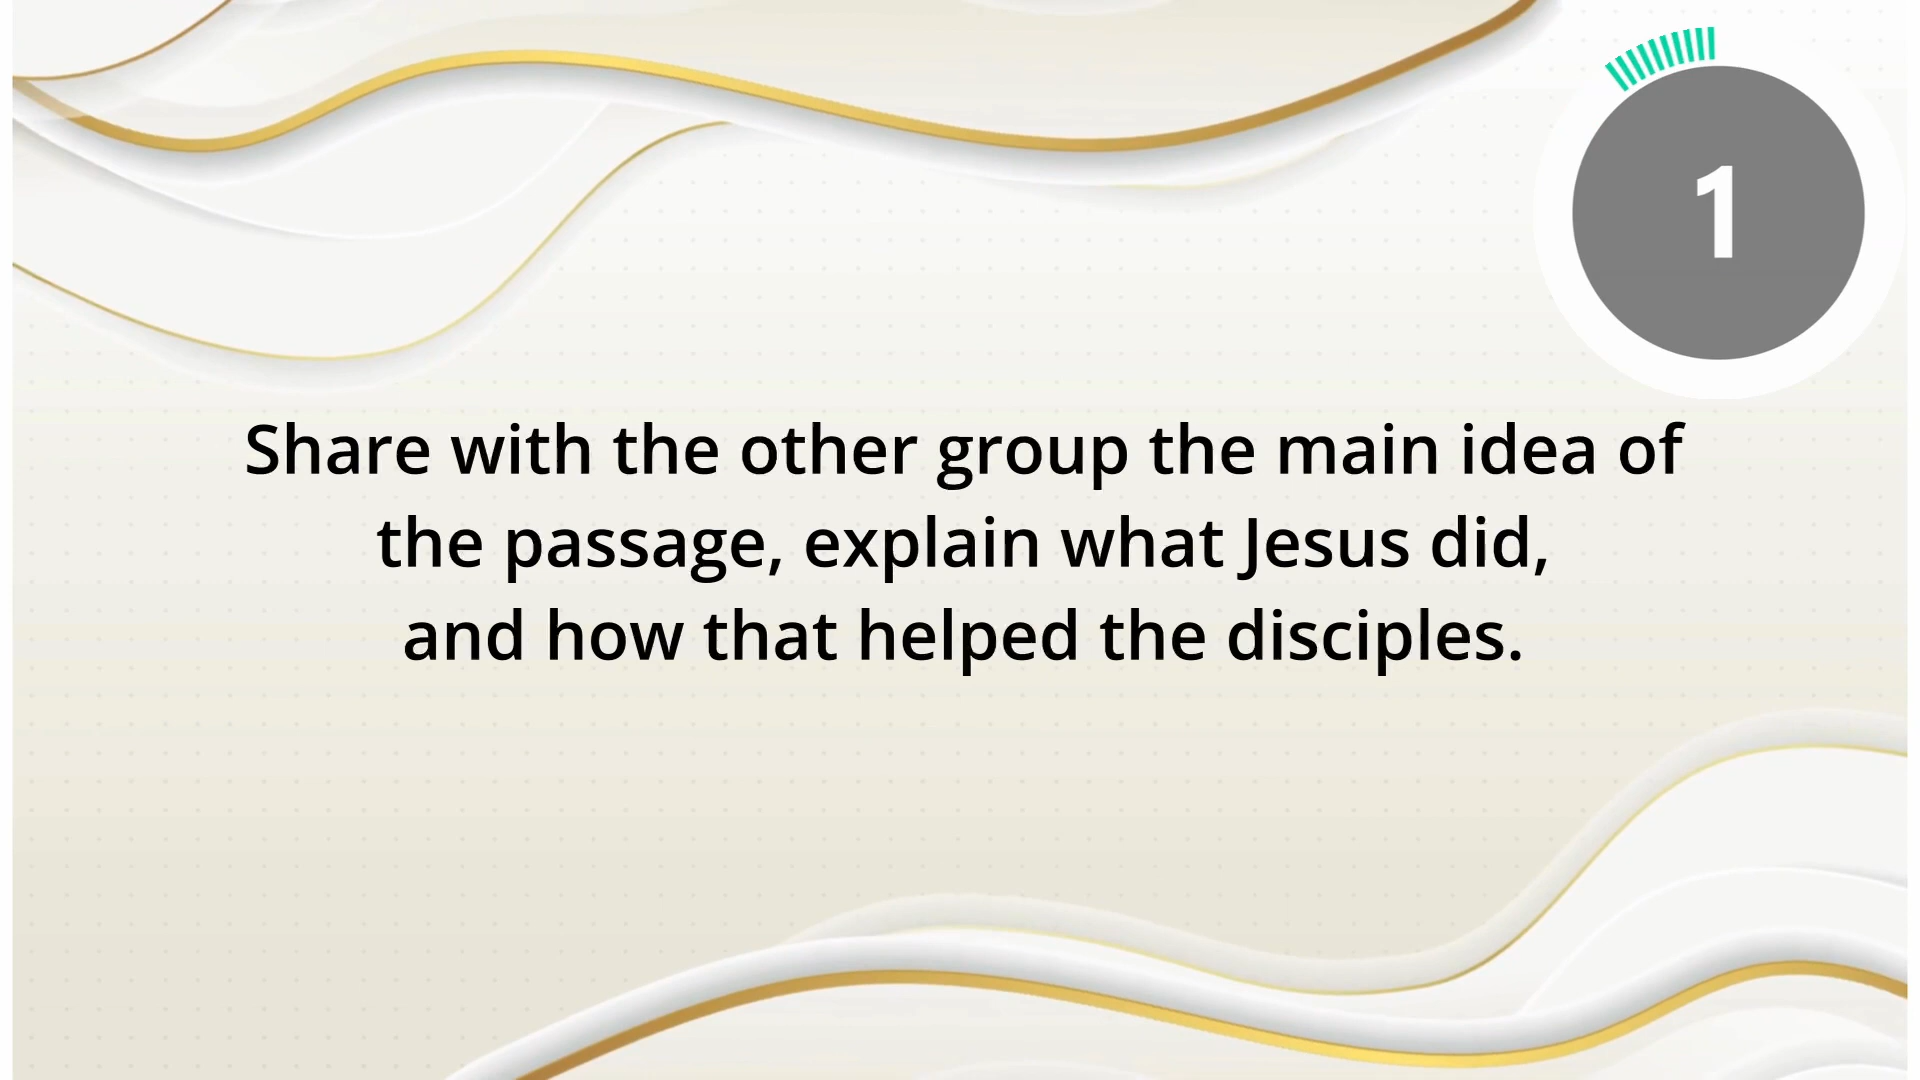 1
Share with the other group the main idea of
the passage, explain what Jesus did,
and how that helped the disciples.